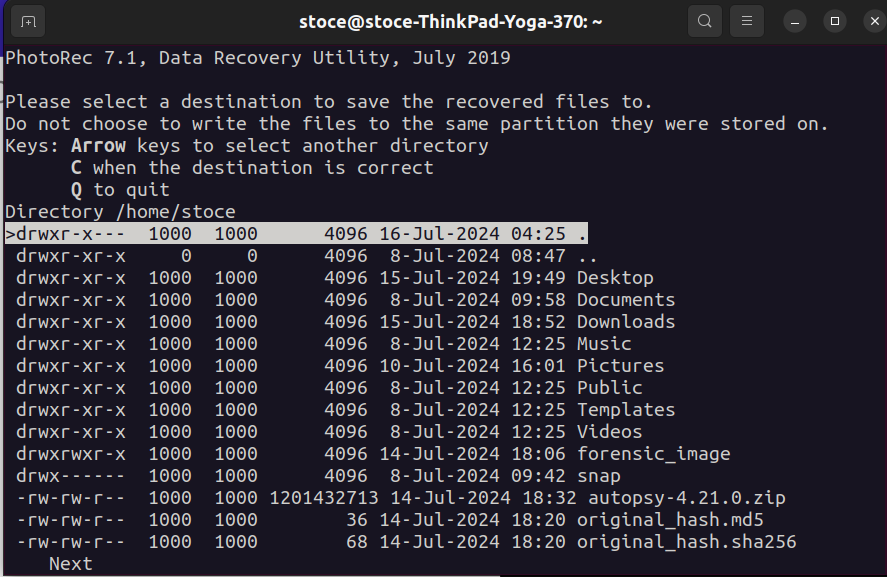 stoce@stoce-ThinkPad-Yoga-370: ~
PhotoRec 7.1, Data Recovery Utility, July 2019
Please select a destination to save the recovered files to.
Do not choose to write the files to the same partition they were stored on.
Keys: Arrow keys to select another directory
      C when the destination is correct
      Q to quit
Directory /home/stoce
>drwxr-x---  1000  1000      4096 16-Jul-2024 04:25 .
 drwxr-xr-x     0     0      4096  8-Jul-2024 08:47 ..
 drwxr-xr-x  1000  1000      4096 15-Jul-2024 19:49 Desktop
 drwxr-xr-x  1000  1000      4096  8-Jul-2024 09:58 Documents
 drwxr-xr-x  1000  1000      4096 15-Jul-2024 18:52 Downloads
 drwxr-xr-x  1000  1000      4096  8-Jul-2024 12:25 Music
 drwxr-xr-x  1000  1000      4096 10-Jul-2024 16:01 Pictures
 drwxr-xr-x  1000  1000      4096  8-Jul-2024 12:25 Public
 drwxr-xr-x  1000  1000      4096  8-Jul-2024 12:25 Templates
 drwxr-xr-x  1000  1000      4096  8-Jul-2024 12:25 Videos
 drwxrwxr-x  1000  1000      4096 14-Jul-2024 18:06 forensic_image
 drwx------  1000  1000      4096  8-Jul-2024 09:42 snap
 -rw-rw-r--  1000  1000 1201432713 14-Jul-2024 18:32 autopsy-4.21.0.zip
 -rw-rw-r--  1000  1000        36 14-Jul-2024 18:20 original_hash.md5
 -rw-rw-r--  1000  1000        68 14-Jul-2024 18:20 original_hash.sha256
    Next